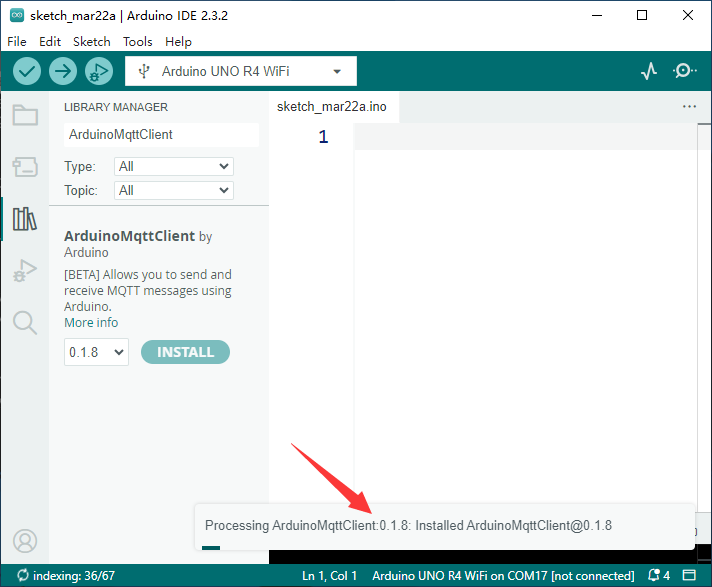 sketch_mar22a | Arduino IDE 2.3.2
File Edit Sketch Tools Help
Arduino UNO R4 WiFi
LIBRARY MANAGER
sketch_mar22a.ino
ArduinoMqttClient
1
Type: All
Topic: All
ArduinoMqttClient by
Arduino
[BETA] Allows you to send and
receive MQTT messages using
Arduino.
More info
0.1.8 INSTALL
Processing ArduinoMqttClient:0.1.8: Installed ArduinoMqttClient@0.1.8
indexing: 36/67 Ln 1, Col 1 Arduino UNO R4 WiFi on COM17 [not connected] 4